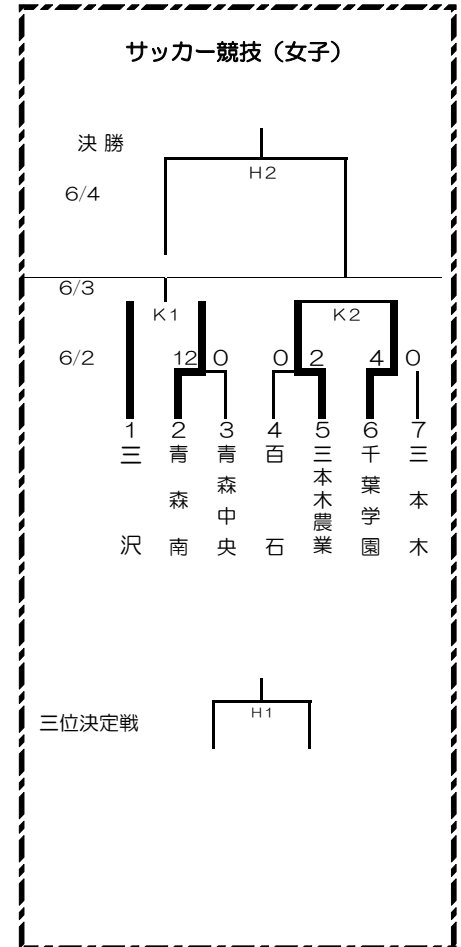 サッカー競技（女子）
決 勝
H2
6/4
6/3
K1
K2
6/2
12 0 0 2 4 0
1 2 3 4 5 6 7
三沢
青森南
青森中央
百石
三本木農業
千葉学園
三本木
H1
三位決定戦